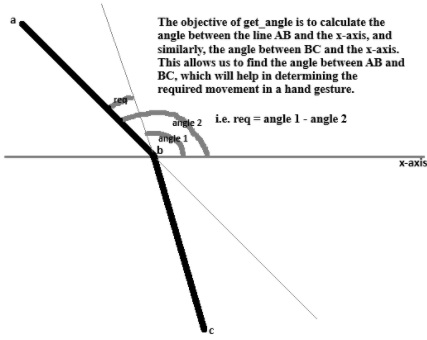 a
The objective of get_angle is to calculate the
angle between the line AB and the x-axis, and
similarly, the angle between BC and the x-axis.
This allows us to find the angle between AB and
BC, which will help in determining the
required movement in a hand gesture.
req
angle 2
i.e. req = angle 1 - angle 2
angle 1
b
x-axis
c